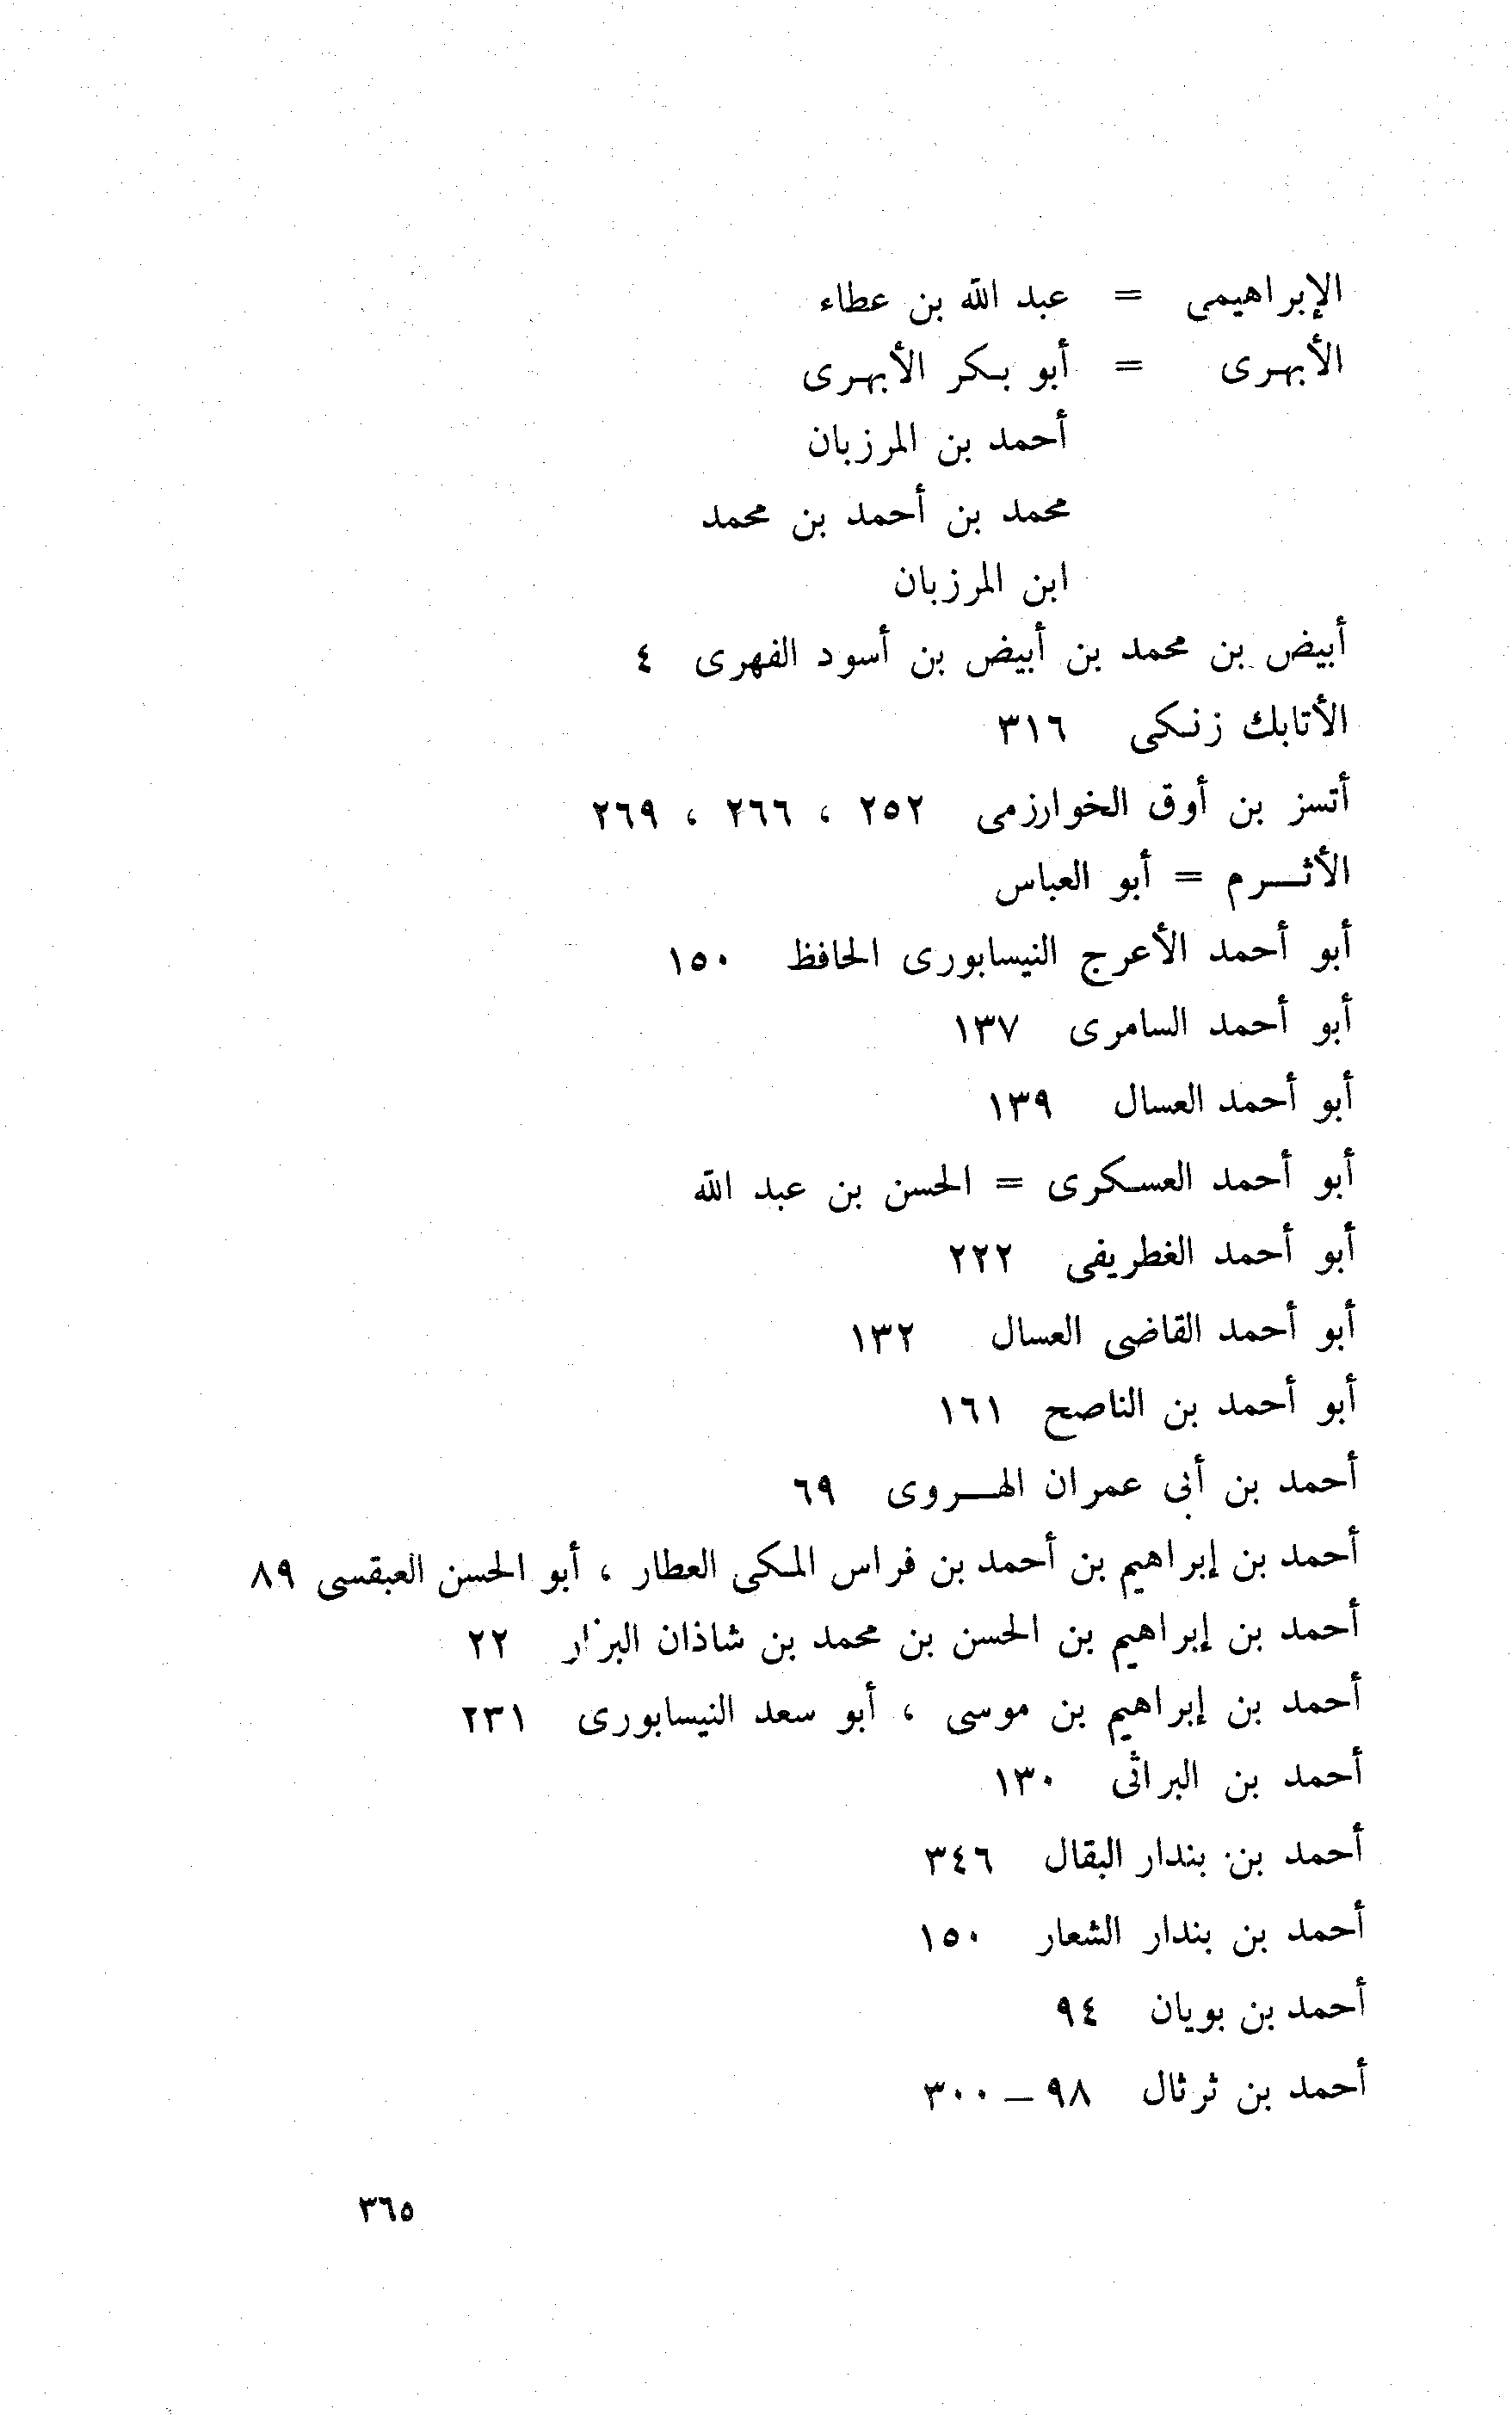 الإبراهيمى = عبد الله بن عطاء
الأبهرى = أبو بكر الأبهرى
أحمد بن المرزبان
محمد بن أحمد بن محمد
ابن المرزبان
أبيض بن محمد بن أبيض بن أسود الفهرى ٤
الأتابك زنكى ٣١٦
أتسز بن أوق الخوارزمى ٢٥٢ ، ٢٦٦ ، ٢٦٩
الأثرم = أبو العباس
أبو أحمد الأعرج النيسابورى الحافظ ١٥٠
أبو أحمد السامرى ١٣٧
أبو أحمد العسال ١٣٩
أبو أحمد العسكرى = الحسن بن عبد الله
أبو أحمد الغطريفى ٢٢٢
أبو أحمد القاضى العسال ١٣٢
أبو أحمد بن الناصح ١٦١
أحمد بن أبى عمران الهروى ٦٩
أحمد بن إبراهيم بن أحمد بن فراس المكى العطار ، أبو الحسن العبقسى ٨٩
أحمد بن إبراهيم بن الحسن بن محمد بن شاذان البزار ٢٢
أحمد بن إبراهيم بن موسى ، أبو سعد النيسابورى ٢٣١
أحمد بن البراثى ١٣٠
أحمد بن بندار البقال ٣٤٦
أحمد بن بندار الشعار ١٥٠
أحمد بن بويان ٩٤
أحمد بن ثرثال ٩٨ – ٣٠٠
٣٦٥